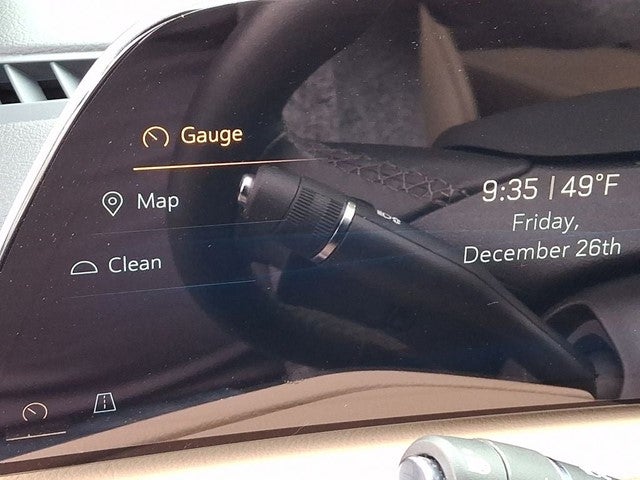 Gauge
Map
Clean
9:35 | 49°F
Friday,
December 26th